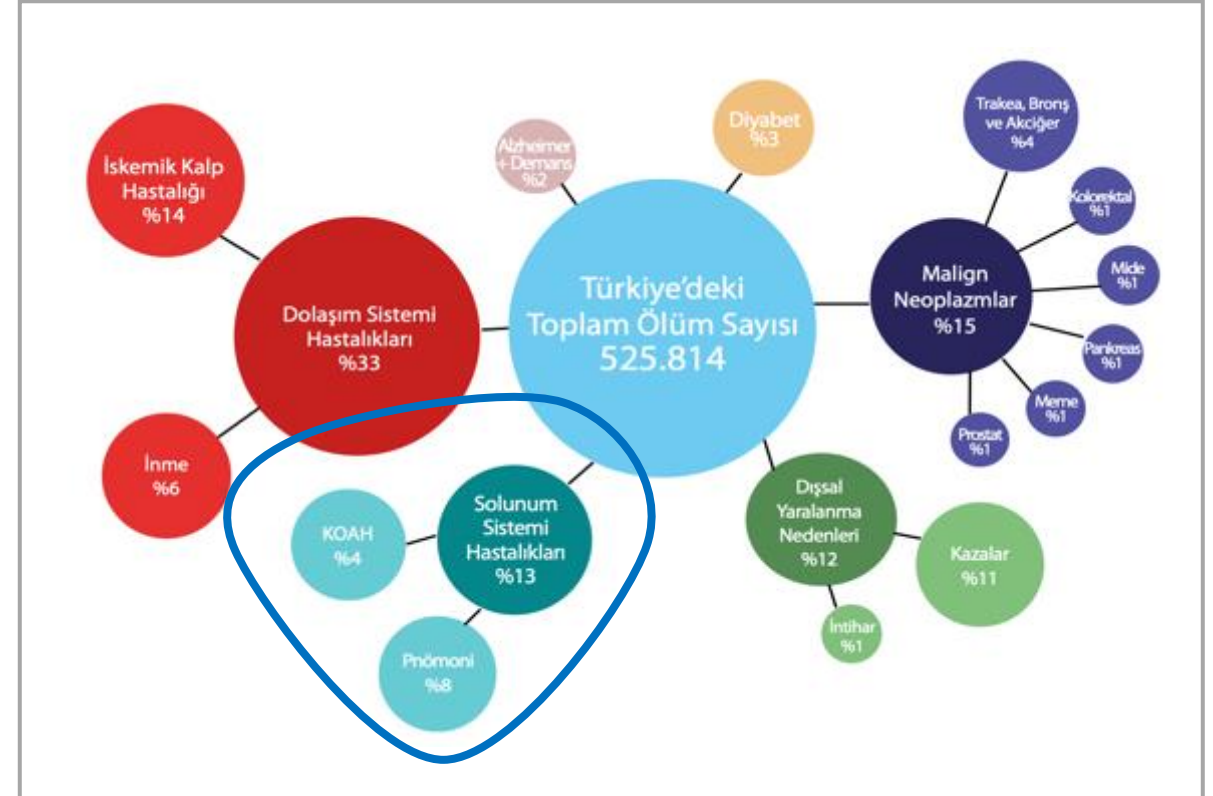 Türkiye'deki
Toplam Ölüm Sayısı
525.814
Dolaşım Sistemi
Hastalıkları
%33
İskemik Kalp
Hastalığı
%14
İnme
%6
Alzheimer
+ Demans
%2
Diyabet
%3
Malign
Neoplazmlar
%15
Trakea, Bronş
ve Akciğer
%4
Kolorektal
%1
Mide
%1
Pankreas
%1
Meme
%1
Prostat
%1
Solunum
Sistemi
Hastalıkları
%13
KOAH
%4
Pnömoni
%8
Dışsal
Yaralanma
Nedenleri
%12
Kazalar
%11
İntihar
%1